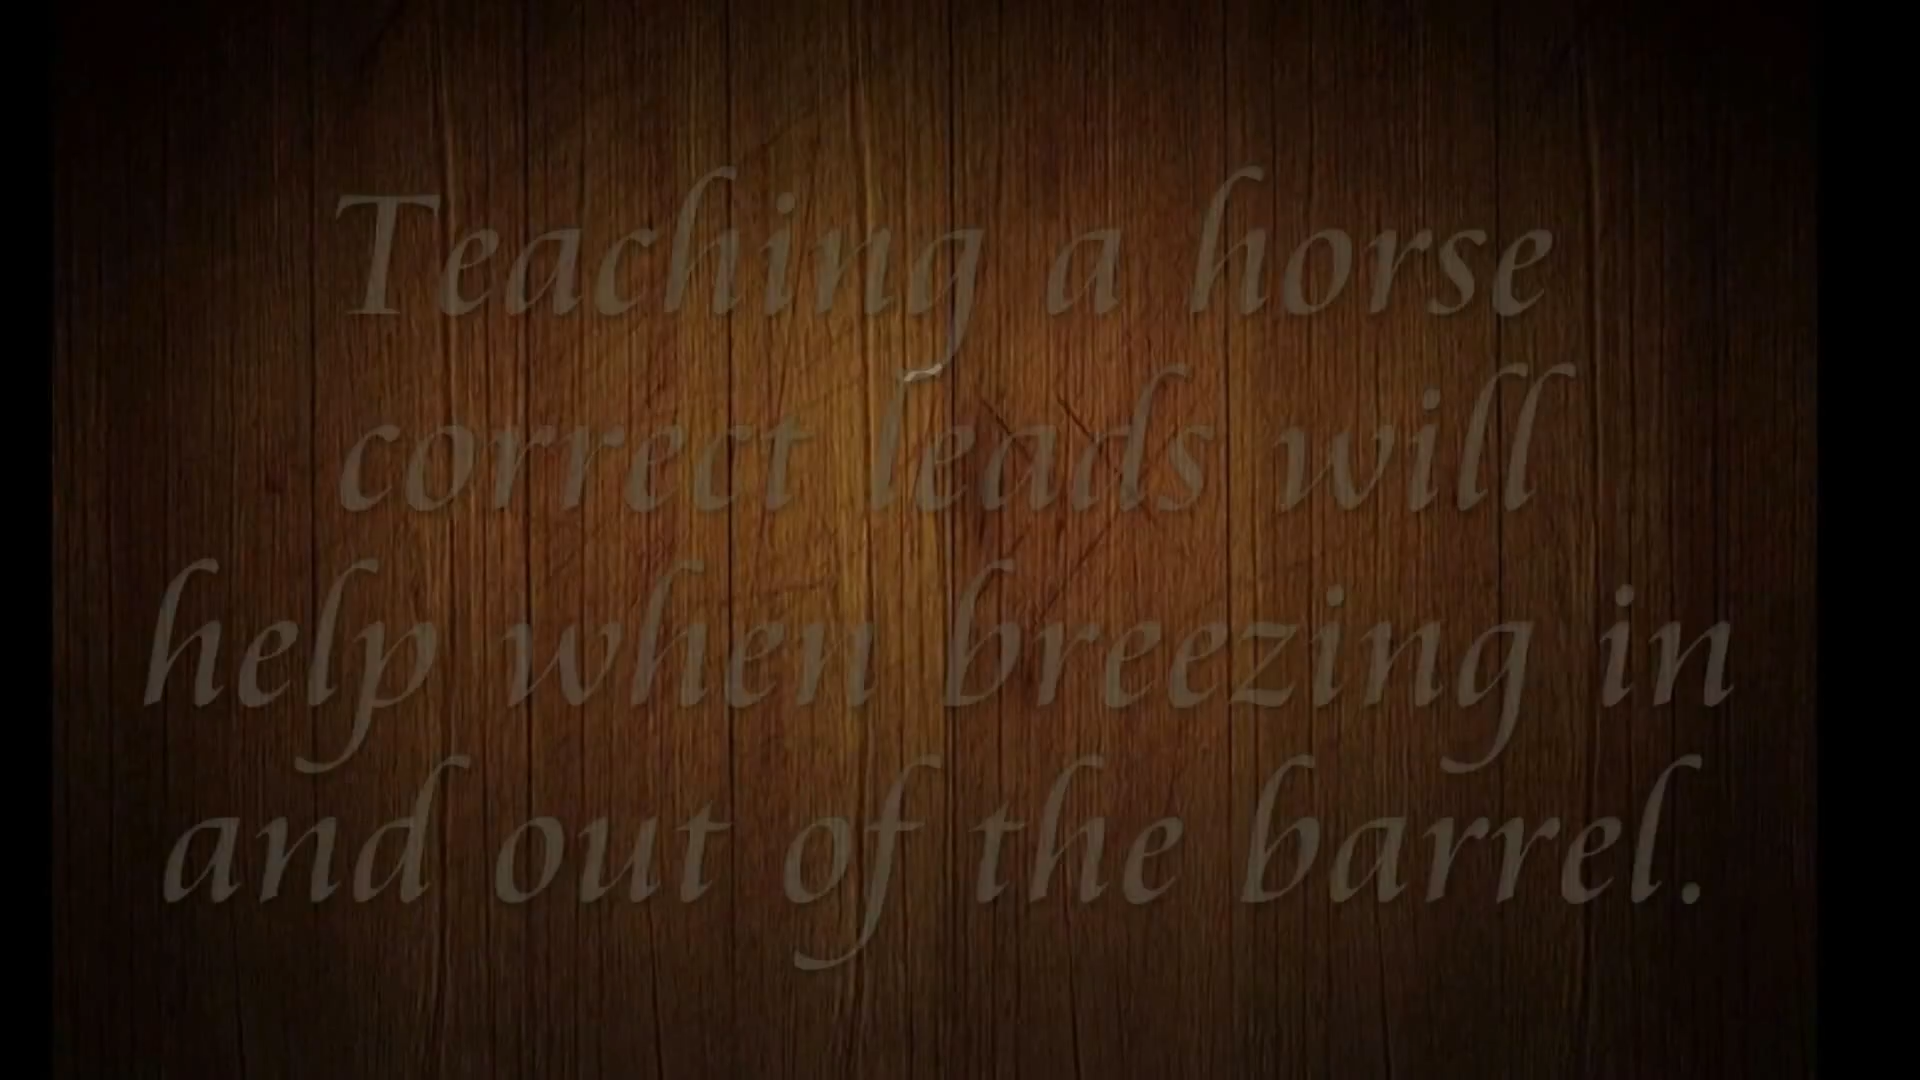 Teaching a horse
correct leads will
help when breezing in
and out of the barrel.